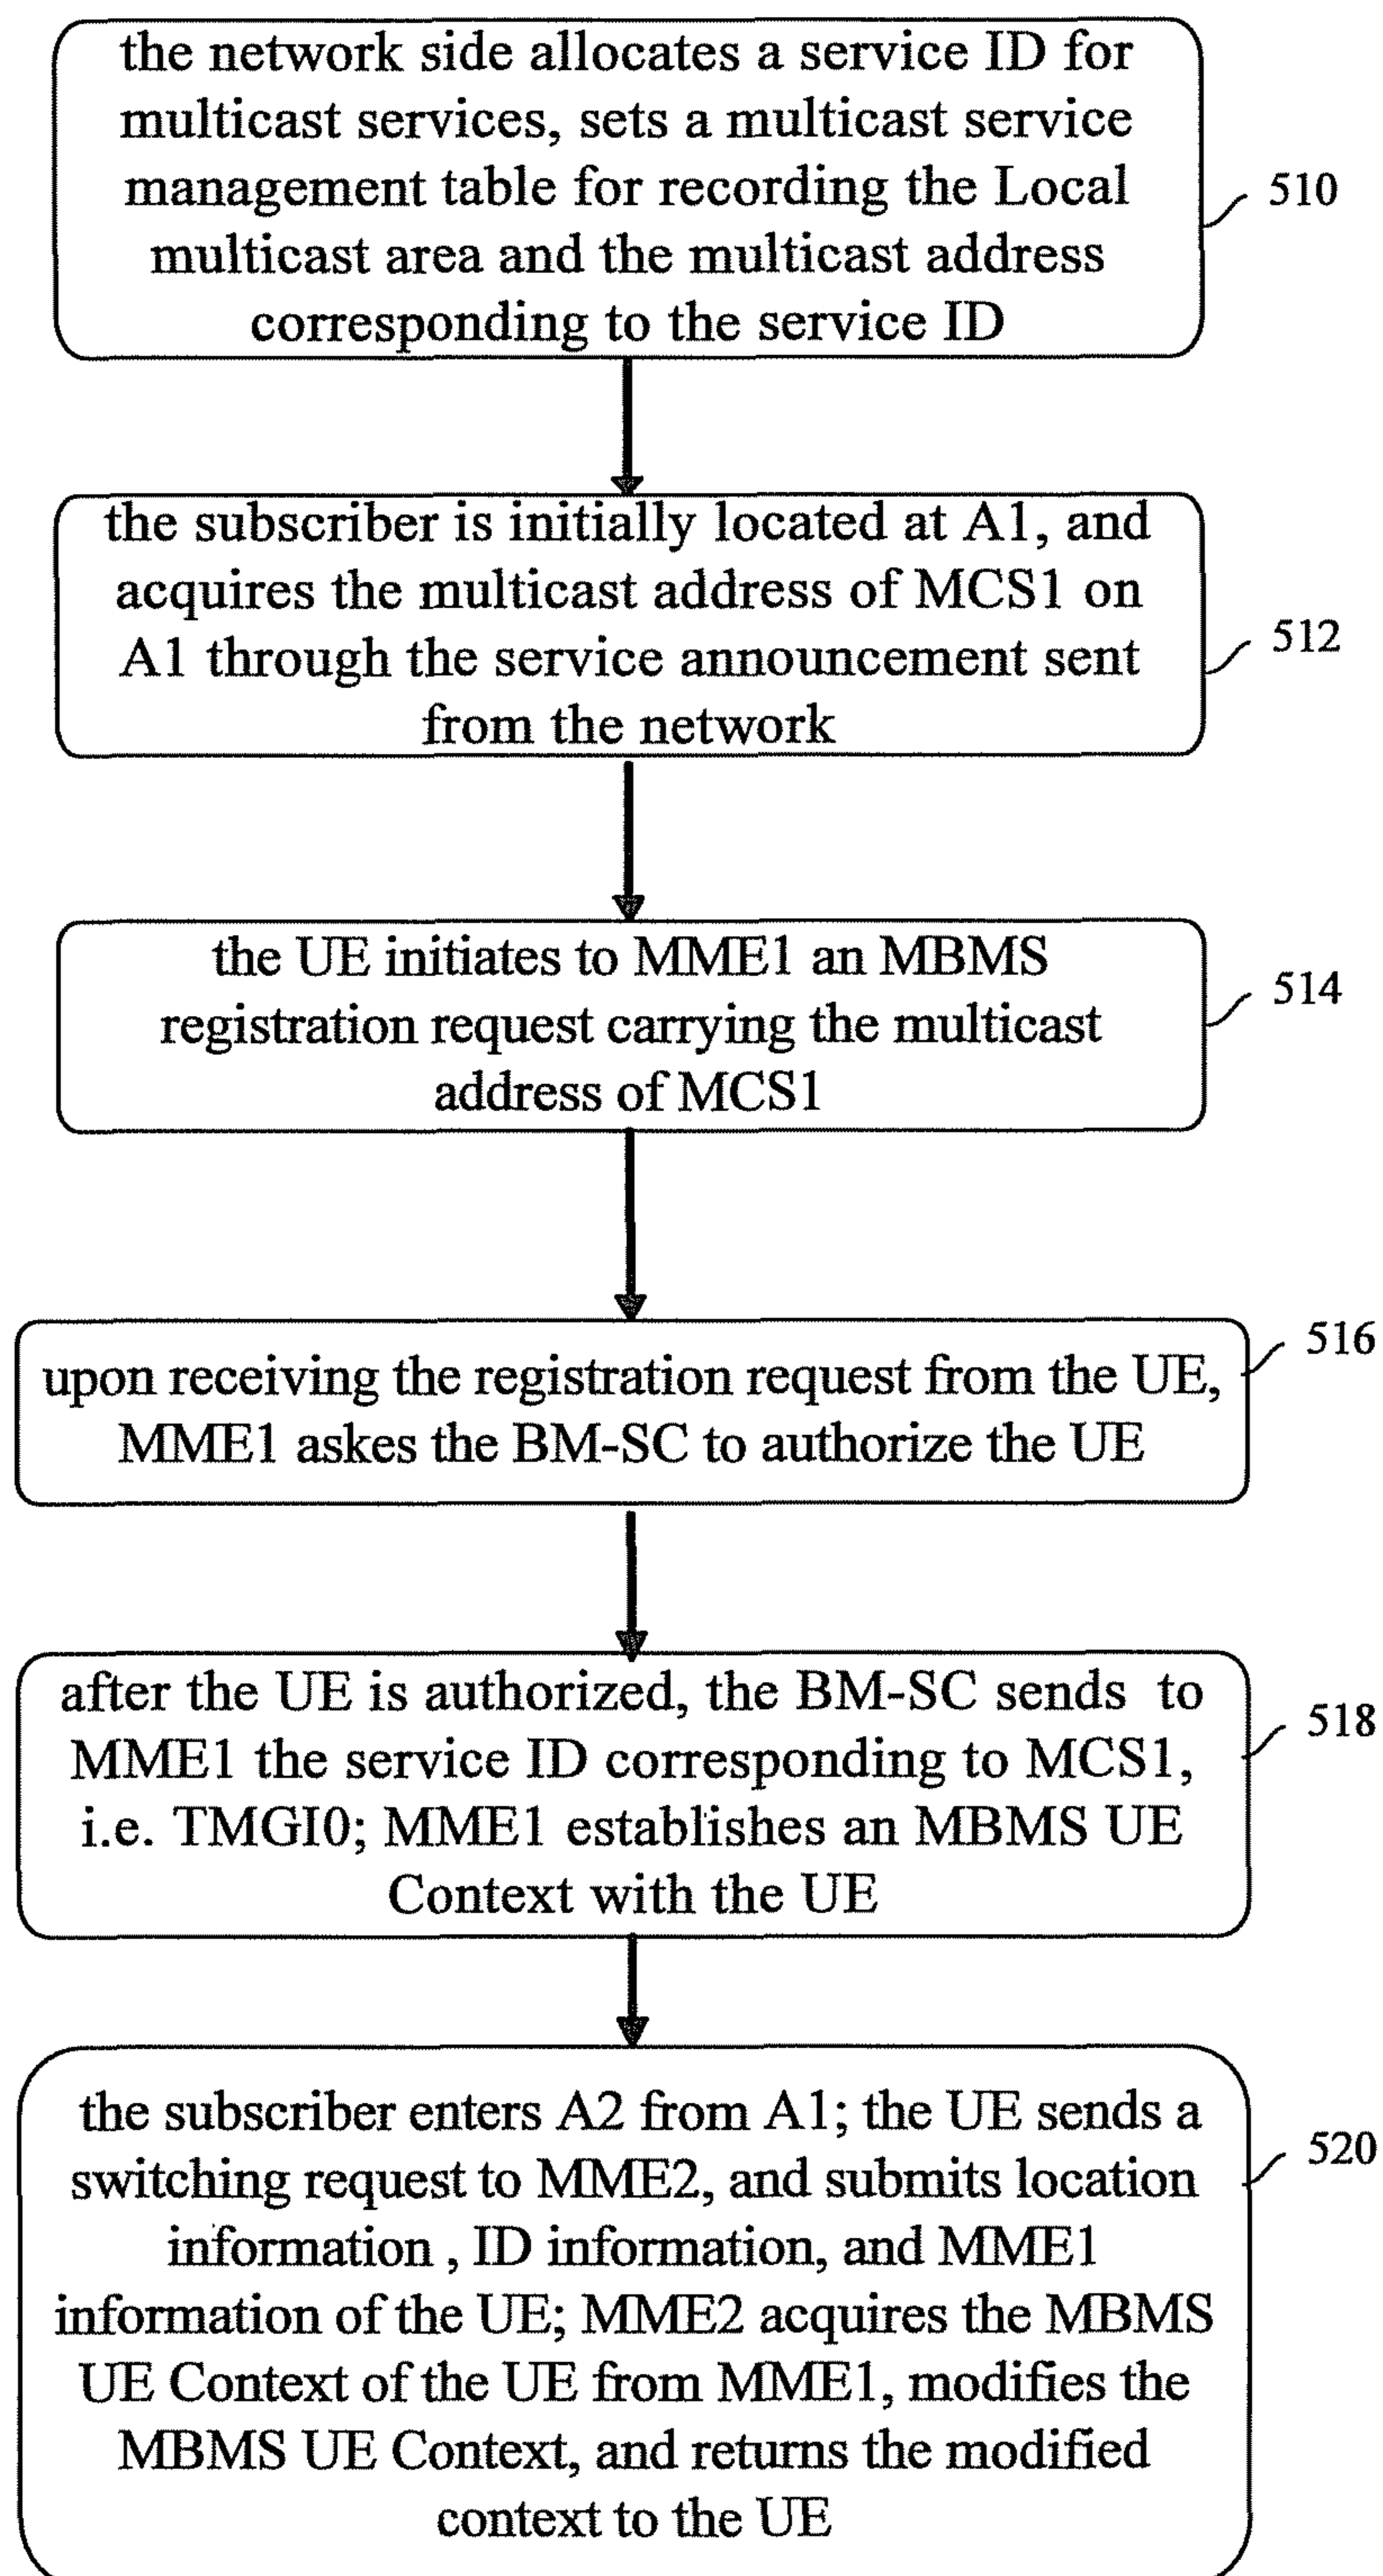 the network side allocates a service ID for
multicast services, sets a multicast service
management table for recording the Local
multicast area and the multicast address
corresponding to the service ID
510
the subscriber is initially located at A1, and
acquires the multicast address of MCS1 on
A1 through the service announcement sent
from the network
512
the UE initiates to MME1 an MBMS
registration request carrying the multicast
address of MCS1
514
upon receiving the registration request from the UE,
MME1 askes the BM-SC to authorize the UE
516
after the UE is authorized, the BM-SC sends to
MME1 the service ID corresponding to MCS1,
i.e. TMGI0; MME1 establishes an MBMS UE
Context with the UE
518
the subscriber enters A2 from A1; the UE sends a
switching request to MME2, and submits location
information , ID information, and MME1
information of the UE; MME2 acquires the MBMS
UE Context of the UE from MME1, modifies the
MBMS UE Context, and returns the modified
context to the UE
520